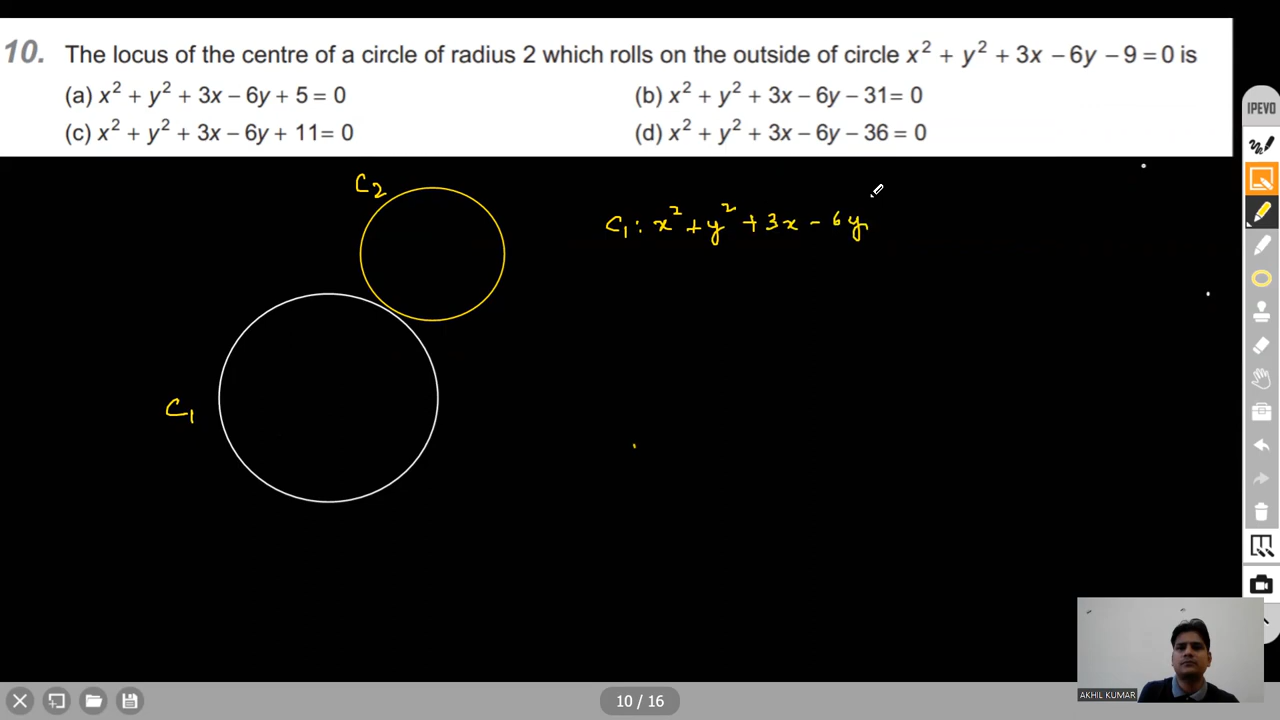 10. The locus of the centre of a circle of radius 2 which rolls on the outside of circle x² + y² + 3x – 6y – 9 = 0 is
(a) x² + y² + 3x – 6y + 5 = 0 (b) x² + y² + 3x – 6y – 31= 0
(c) x² + y² + 3x – 6y + 11= 0 (d) x² + y² + 3x – 6y – 36 = 0
IPEVO
C₂
C₁ : x² + y² + 3x – 6y
C₁
AKHIL KUMAR
10 / 16